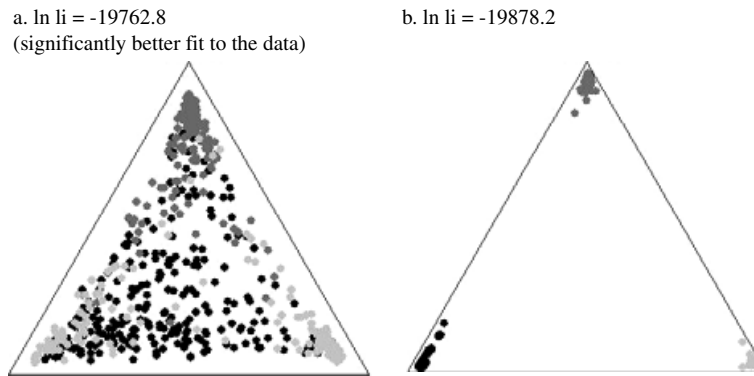 a. ln li = -19762.8
(significantly better fit to the data)
b. ln li = -19878.2